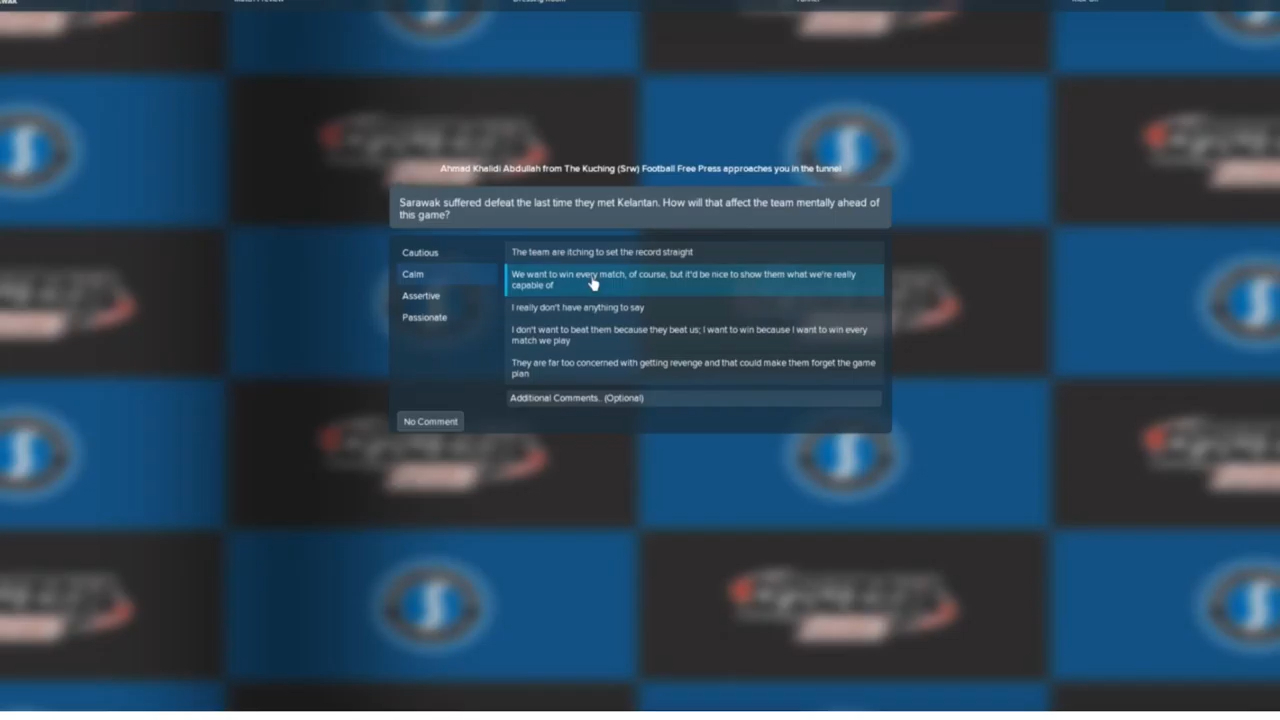 Ahmad Khalidi Abdullah from The Kuching (Srw) Football Free Press approaches you in the tunnel
Sarawak suffered defeat the last time they met Kelantan. How will that affect the team mentally ahead of
this game?
Cautious
Calm
Assertive
Passionate
The team are itching to set the record straight
We want to win every match, of course, but it'd be nice to show them what we're really
capable of
I really don't have anything to say
I don't want to beat them because they beat us; I want to win because I want to win every
match we play
They are far too concerned with getting revenge and that could make them forget the game
plan
Additional Comments.. (Optional)
No Comment